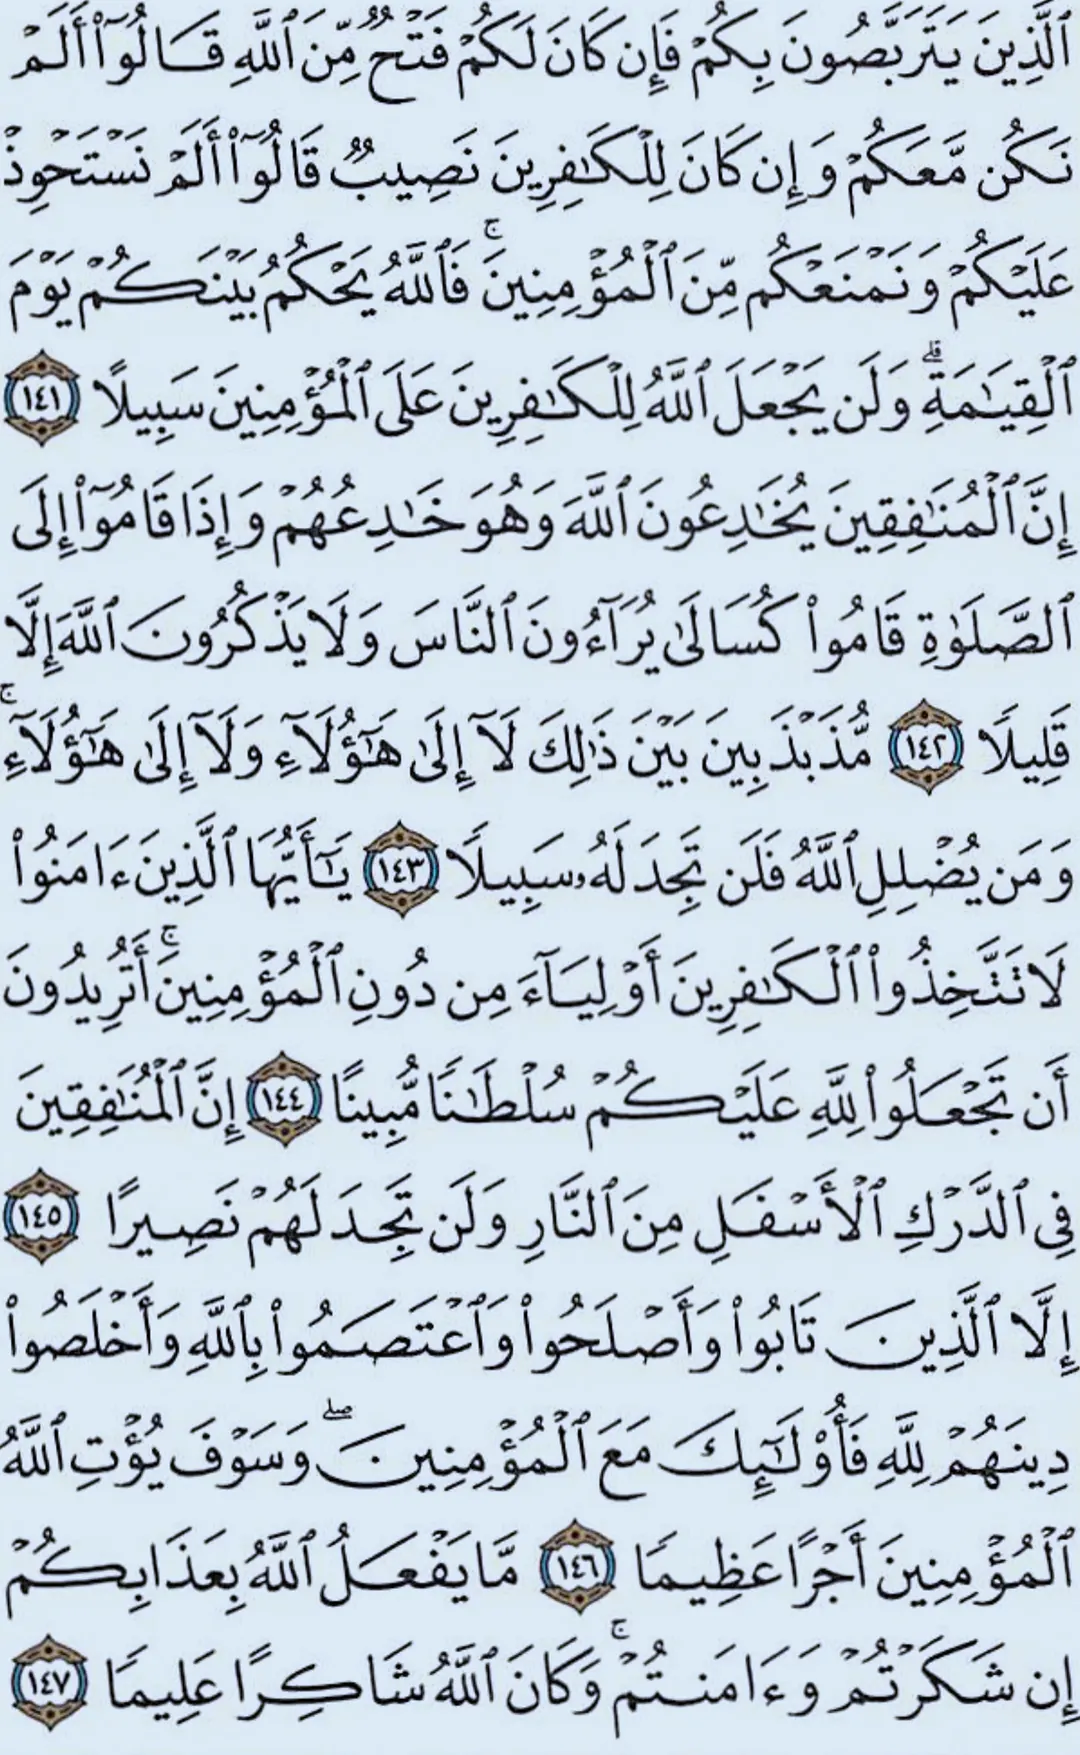 ٱلَّذِينَ يَتَرَبَّصُونَ بِكُمْ فَإِن كَانَ لَكُمْ فَتْحٌ مِّنَ ٱللَّهِ قَالُوٓا۟ أَلَمْ
نَكُن مَّعَكُمْ وَإِن كَانَ لِلْكَـٰفِرِينَ نَصِيبٌ قَالُوٓا۟ أَلَمْ نَسْتَحْوِذْ
عَلَيْكُمْ وَنَمْنَعْكُم مِّنَ ٱلْمُؤْمِنِينَ ۚ فَٱللَّهُ يَحْكُمُ بَيْنَكُمْ يَوْمَ
ٱلْقِيَـٰمَةِ ۗ وَلَن يَجْعَلَ ٱللَّهُ لِلْكَـٰفِرِينَ عَلَى ٱلْمُؤْمِنِينَ سَبِيلًا ١٤١
إِنَّ ٱلْمُنَـٰفِقِينَ يُخَـٰدِعُونَ ٱللَّهَ وَهُوَ خَـٰدِعُهُمْ وَإِذَا قَامُوٓا۟ إِلَى
ٱلصَّلَوٰةِ قَامُوا۟ كُسَالَىٰ يُرَآءُونَ ٱلنَّاسَ وَلَا يَذْكُرُونَ ٱللَّهَ إِلَّا
قَلِيلًا ١٤٢ مُّذَبْذَبِينَ بَيْنَ ذَٰلِكَ لَآ إِلَىٰ هَـٰٓؤُلَآءِ وَلَآ إِلَىٰ هَـٰٓؤُلَآءِ ۚ
وَمَن يُضْلِلِ ٱللَّهُ فَلَن تَجِدَ لَهُۥ سَبِيلًا ١٤٣ يَـٰٓأَيُّهَا ٱلَّذِينَ ءَامَنُوا۟
لَا تَتَّخِذُوا۟ ٱلْكَـٰفِرِينَ أَوْلِيَآءَ مِن دُونِ ٱلْمُؤْمِنِينَ ۚ أَتُرِيدُونَ
أَن تَجْعَلُوا۟ لِلَّهِ عَلَيْكُمْ سُلْطَـٰنًا مُّبِينًا ١٤٤ إِنَّ ٱلْمُنَـٰفِقِينَ
فِى ٱلدَّرْكِ ٱلْأَسْفَلِ مِنَ ٱلنَّارِ وَلَن تَجِدَ لَهُمْ نَصِيرًا ١٤٥
إِلَّا ٱلَّذِينَ تَابُوا۟ وَأَصْلَحُوا۟ وَٱعْتَصَمُوا۟ بِٱللَّهِ وَأَخْلَصُوا۟
دِينَهُمْ لِلَّهِ فَأُو۟لَـٰٓئِكَ مَعَ ٱلْمُؤْمِنِينَ ۖ وَسَوْفَ يُؤْتِ ٱللَّهُ
ٱلْمُؤْمِنِينَ أَجْرًا عَظِيمًا ١٤٦ مَّا يَفْعَلُ ٱللَّهُ بِعَذَابِكُمْ
إِن شَكَرْتُمْ وَءَامَنتُمْ ۚ وَكَانَ ٱللَّهُ شَاكِرًا عَلِيمًا ١٤٧